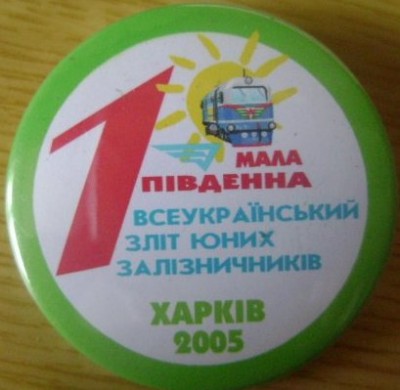 1
МАЛА
ПІВДЕННА
ВСЕУКРАЇНСЬКИЙ
ЗЛІТ ЮНИХ
ЗАЛІЗНИЧНИКІВ
ХАРКІВ
2005